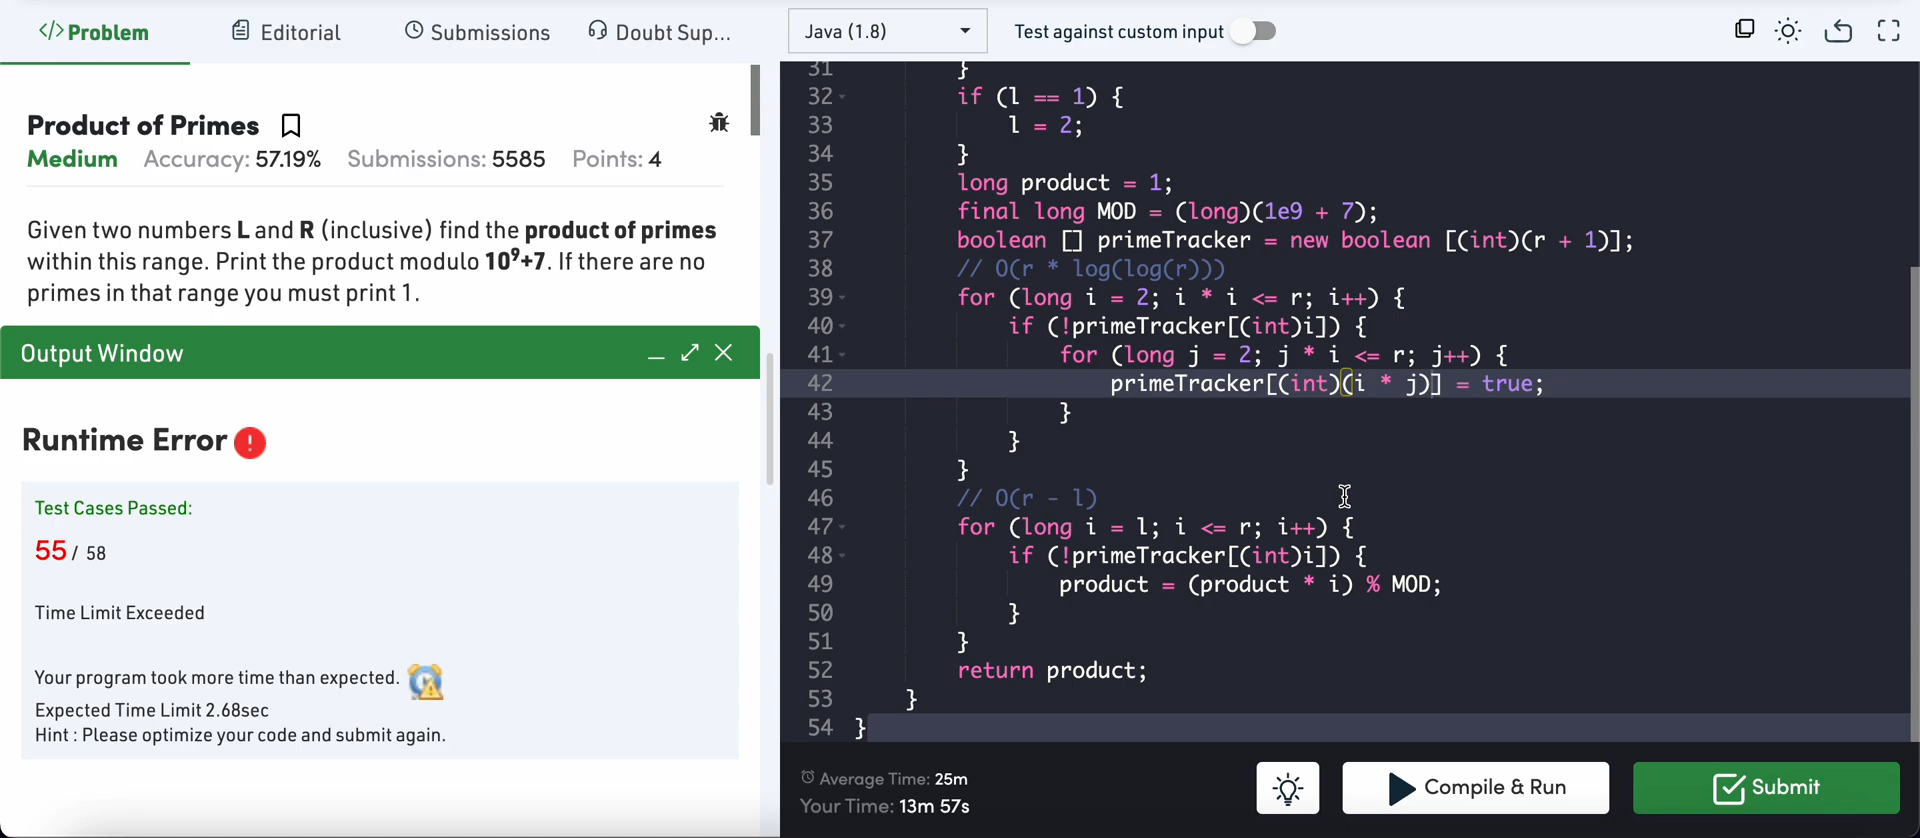 </> Problem
Editorial
Submissions
Doubt Sup...
Java (1.8)
Test against custom input
Product of Primes
Medium Accuracy: 57.19% Submissions: 5585 Points: 4
Given two numbers L and R (inclusive) find the product of primes
within this range. Print the product modulo 10⁹+7. If there are no
primes in that range you must print 1.
Output Window
Runtime Error !
Test Cases Passed:
55 / 58
Time Limit Exceeded
Your program took more time than expected.
Expected Time Limit 2.68sec
Hint : Please optimize your code and submit again.
31 }
32 if (l == 1) {
33 l = 2;
34 }
35 long product = 1;
36 final long MOD = (long)(1e9 + 7);
37 boolean [] primeTracker = new boolean [(int)(r + 1)];
38 // O(r * log(log(r)))
39 for (long i = 2; i * i <= r; i++) {
40 if (!primeTracker[(int)i]) {
41 for (long j = 2; j * i <= r; j++) {
42 primeTracker[(int)(i * j)] = true;
43 }
44 }
45 }
46 // O(r - l)
47 for (long i = l; i <= r; i++) {
48 if (!primeTracker[(int)i]) {
49 product = (product * i) % MOD;
50 }
51 }
52 return product;
53 }
54 }
Average Time: 25m
Your Time: 13m 57s
Compile & Run
Submit